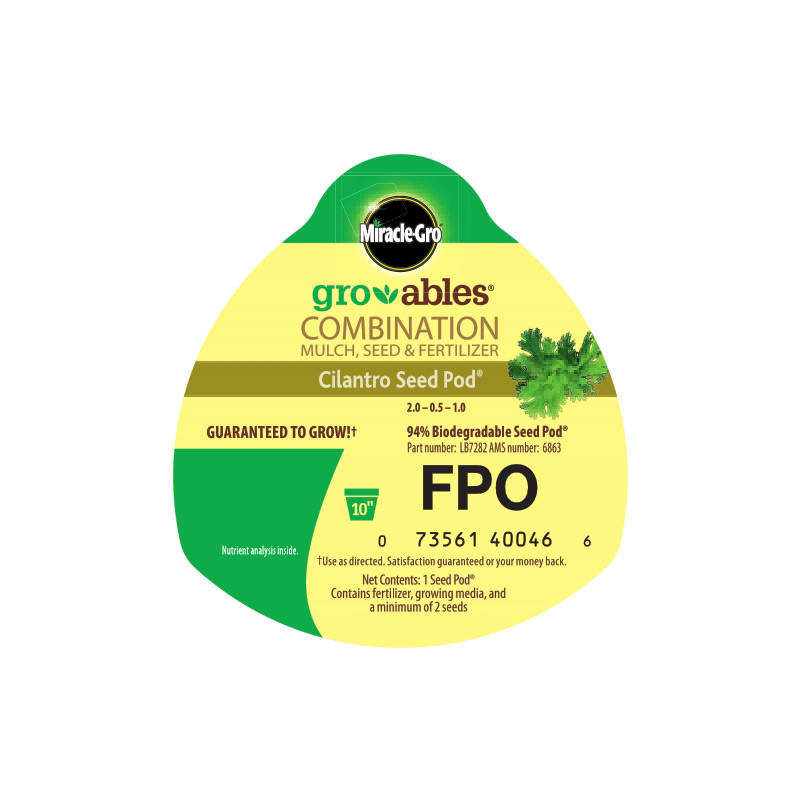 Miracle-Gro
gro ables®
COMBINATION
MULCH, SEED & FERTILIZER
Cilantro Seed Pod®
2.0 – 0.5 – 1.0
GUARANTEED TO GROW!†
94% Biodegradable Seed Pod®
Part number: LB7282 AMS number: 6863
FPO
10"
0 73561 40046 6
Nutrient analysis inside.
†Use as directed. Satisfaction guaranteed or your money back.
Net Contents: 1 Seed Pod®
Contains fertilizer, growing media, and
a minimum of 2 seeds